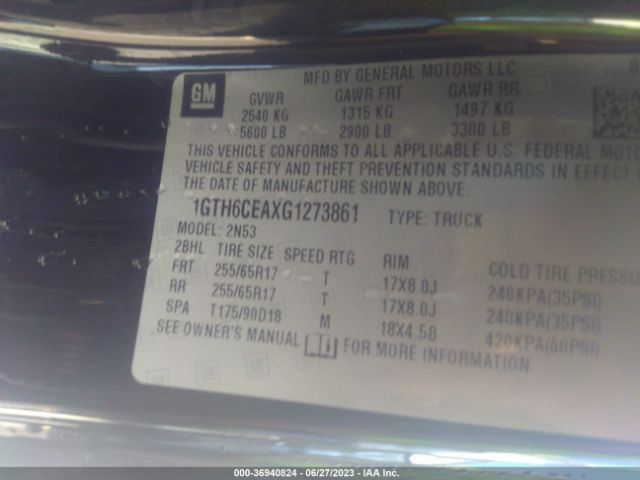 MFD BY GENERAL MOTORS LLC
GM
GVWR GAWR FRT GAWR RR
2540 KG 1315 KG 1497 KG
5600 LB 2900 LB 3300 LB
THIS VEHICLE CONFORMS TO ALL APPLICABLE U.S. FEDERAL MOTO
VEHICLE SAFETY AND THEFT PREVENTION STANDARDS IN EFFECT
THE DATE OF MANUFACTURE SHOWN ABOVE.
1GTH6CEAXG1273861 TYPE: TRUCK
MODEL: 2N53
2BHL TIRE SIZE SPEED RTG RIM COLD TIRE PRESSU
FRT 255/65R17 T 17X8.0J 240KPA(35PSI)
RR 255/65R17 T 17X8.0J 240KPA(35PSI)
SPA T175/90D18 M 18X4.5B 420KPA(60PSI)
SEE OWNER'S MANUAL i FOR MORE INFORMATION
000-36940824 - 06/27/2023 - IAA Inc.